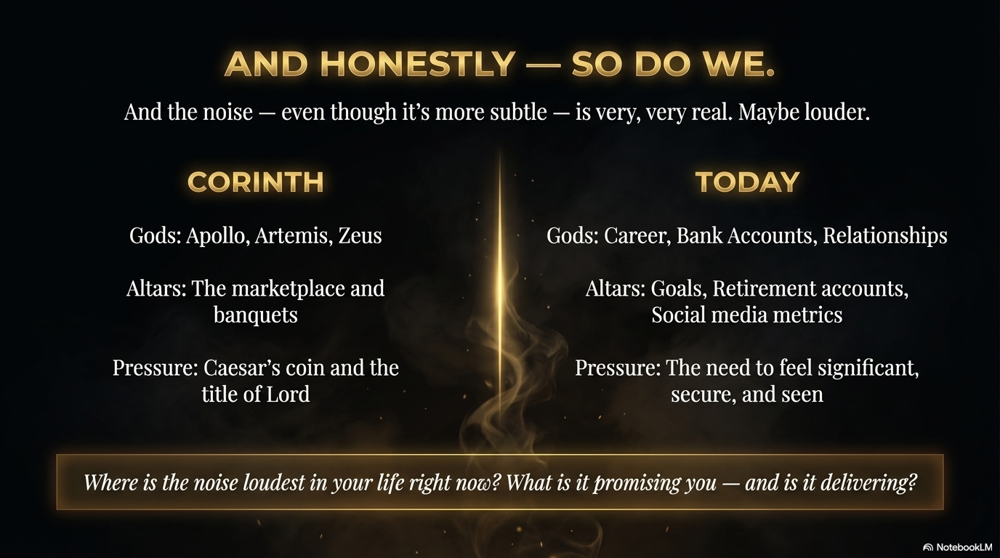 AND HONESTLY — SO DO WE.
And the noise — even though it’s more subtle — is very, very real. Maybe louder.
CORINTH
Gods: Apollo, Artemis, Zeus
Altars: The marketplace and
banquets
Pressure: Caesar’s coin and the
title of Lord
TODAY
Gods: Career, Bank Accounts, Relationships
Altars: Goals, Retirement accounts,
Social media metrics
Pressure: The need to feel significant,
secure, and seen
Where is the noise loudest in your life right now? What is it promising you — and is it delivering?
NotebookLM